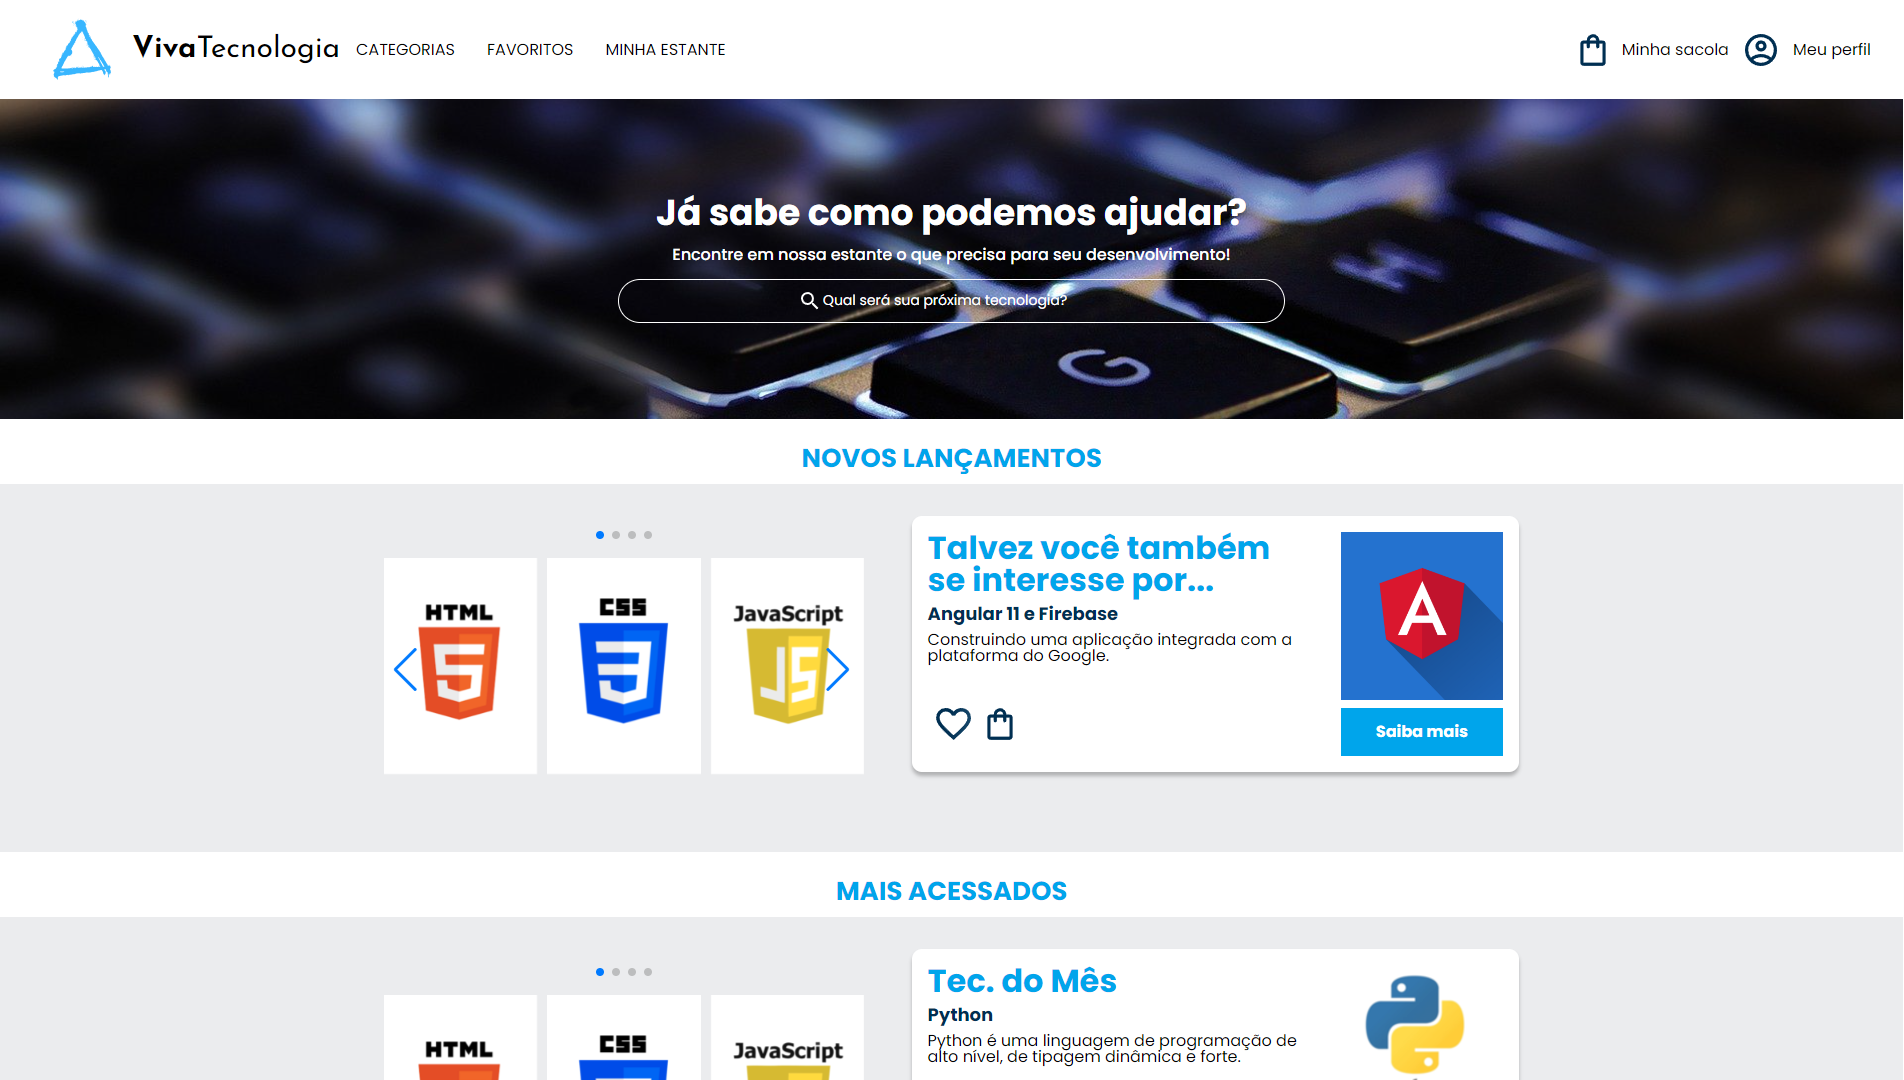 VivaTecnologia
CATEGORIAS
FAVORITOS
MINHA ESTANTE
Minha sacola
Meu perfil
Já sabe como podemos ajudar?
Encontre em nossa estante o que precisa para seu desenvolvimento!
Qual será sua próxima tecnologia?
H
G
NOVOS LANÇAMENTOS
HTML
5
CSS
3
JavaScript
JS
Talvez você também
se interesse por...
Angular 11 e Firebase
Construindo uma aplicação integrada com a
plataforma do Google.
A
Saiba mais
MAIS ACESSADOS
HTML
CSS
JavaScript
Tec. do Mês
Python
Python é uma linguagem de programação de
alto nível, de tipagem dinâmica e forte.